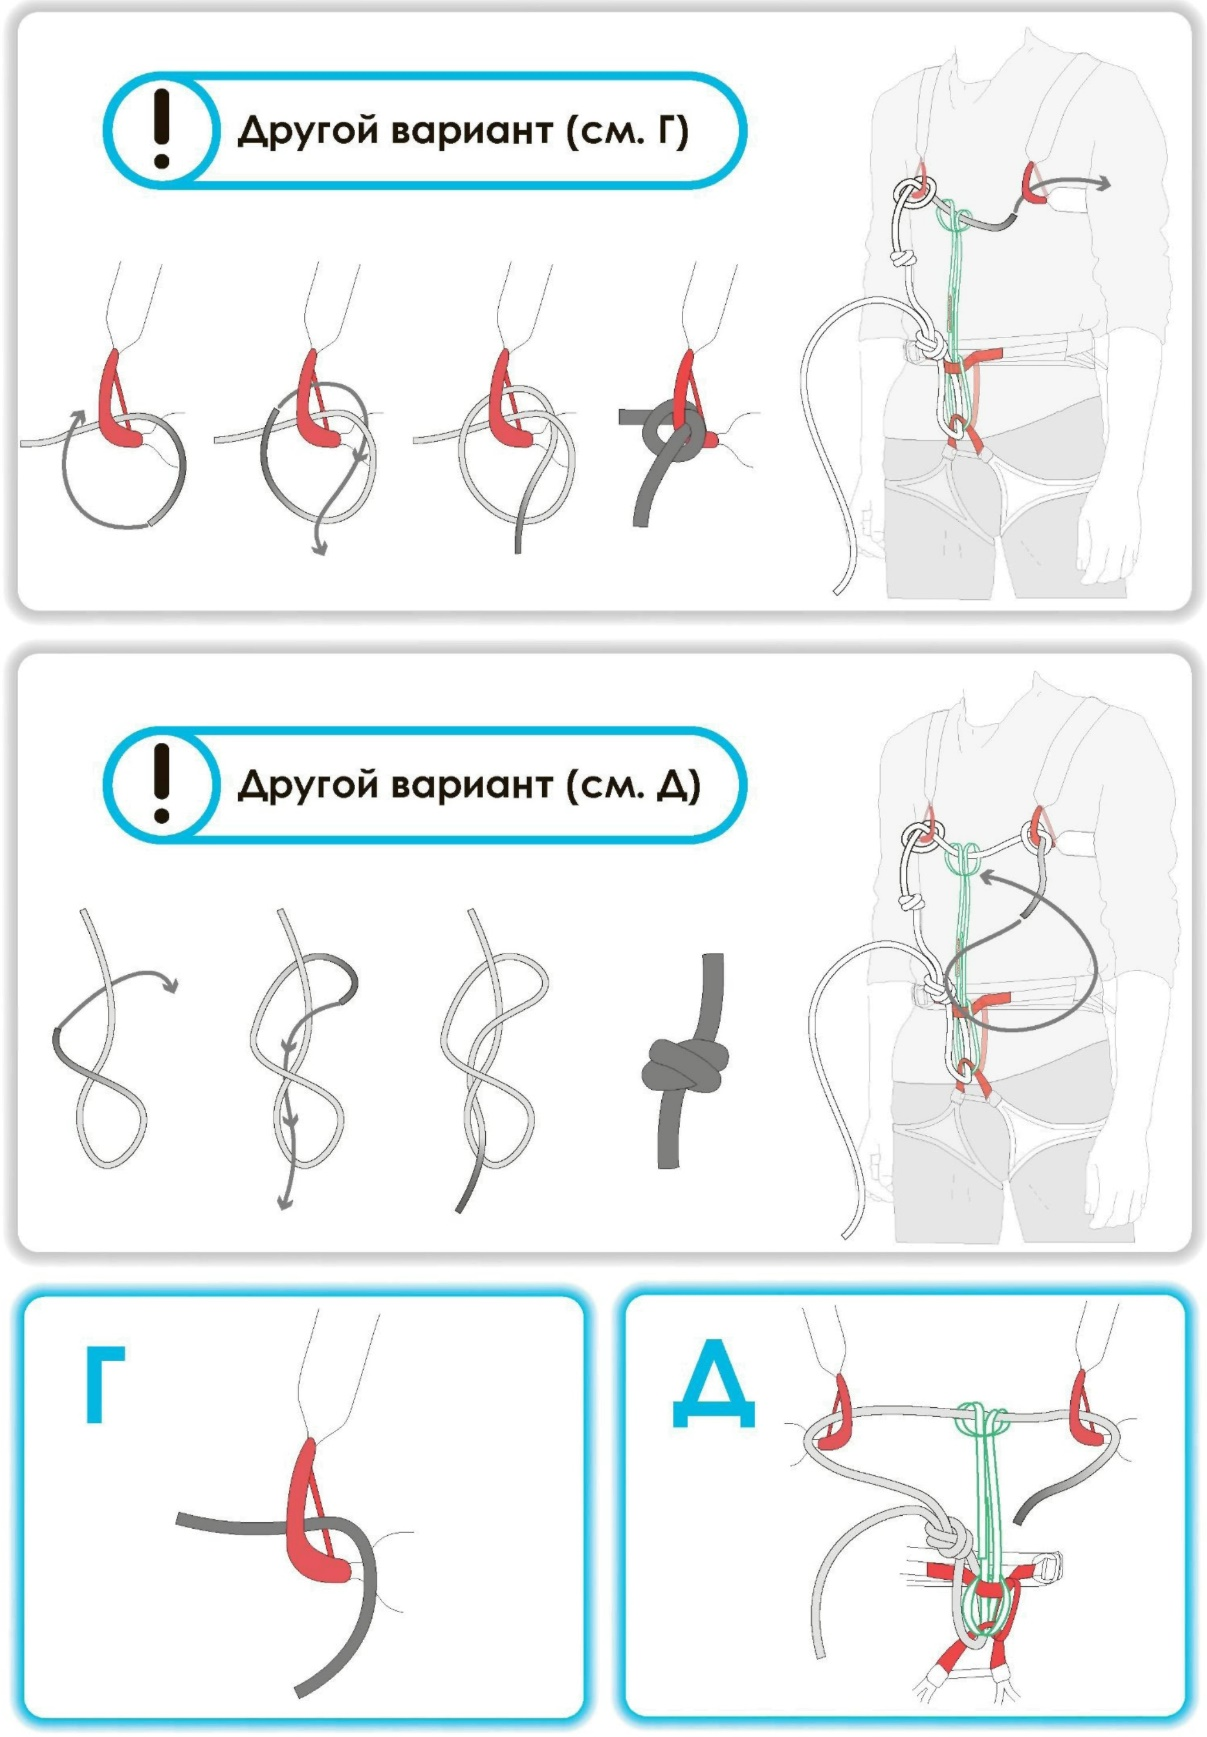 ! Другой вариант (см. Г)
! Другой вариант (см. Д)
Г
Д